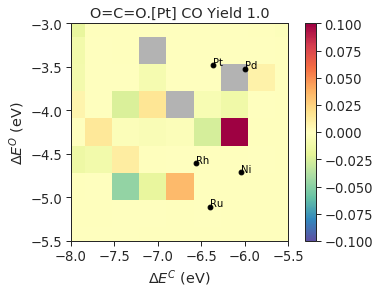 O=C=O.[Pt] CO Yield 1.0
−3.0
−3.5
−4.0
−4.5
−5.0
−5.5
ΔE^O (eV)
Pt
Pd
Rh
Ni
Ru
−8.0 −7.5 −7.0 −6.5 −6.0 −5.5
ΔE^C (eV)
0.100
0.075
0.050
0.025
0.000
−0.025
−0.050
−0.075
−0.100